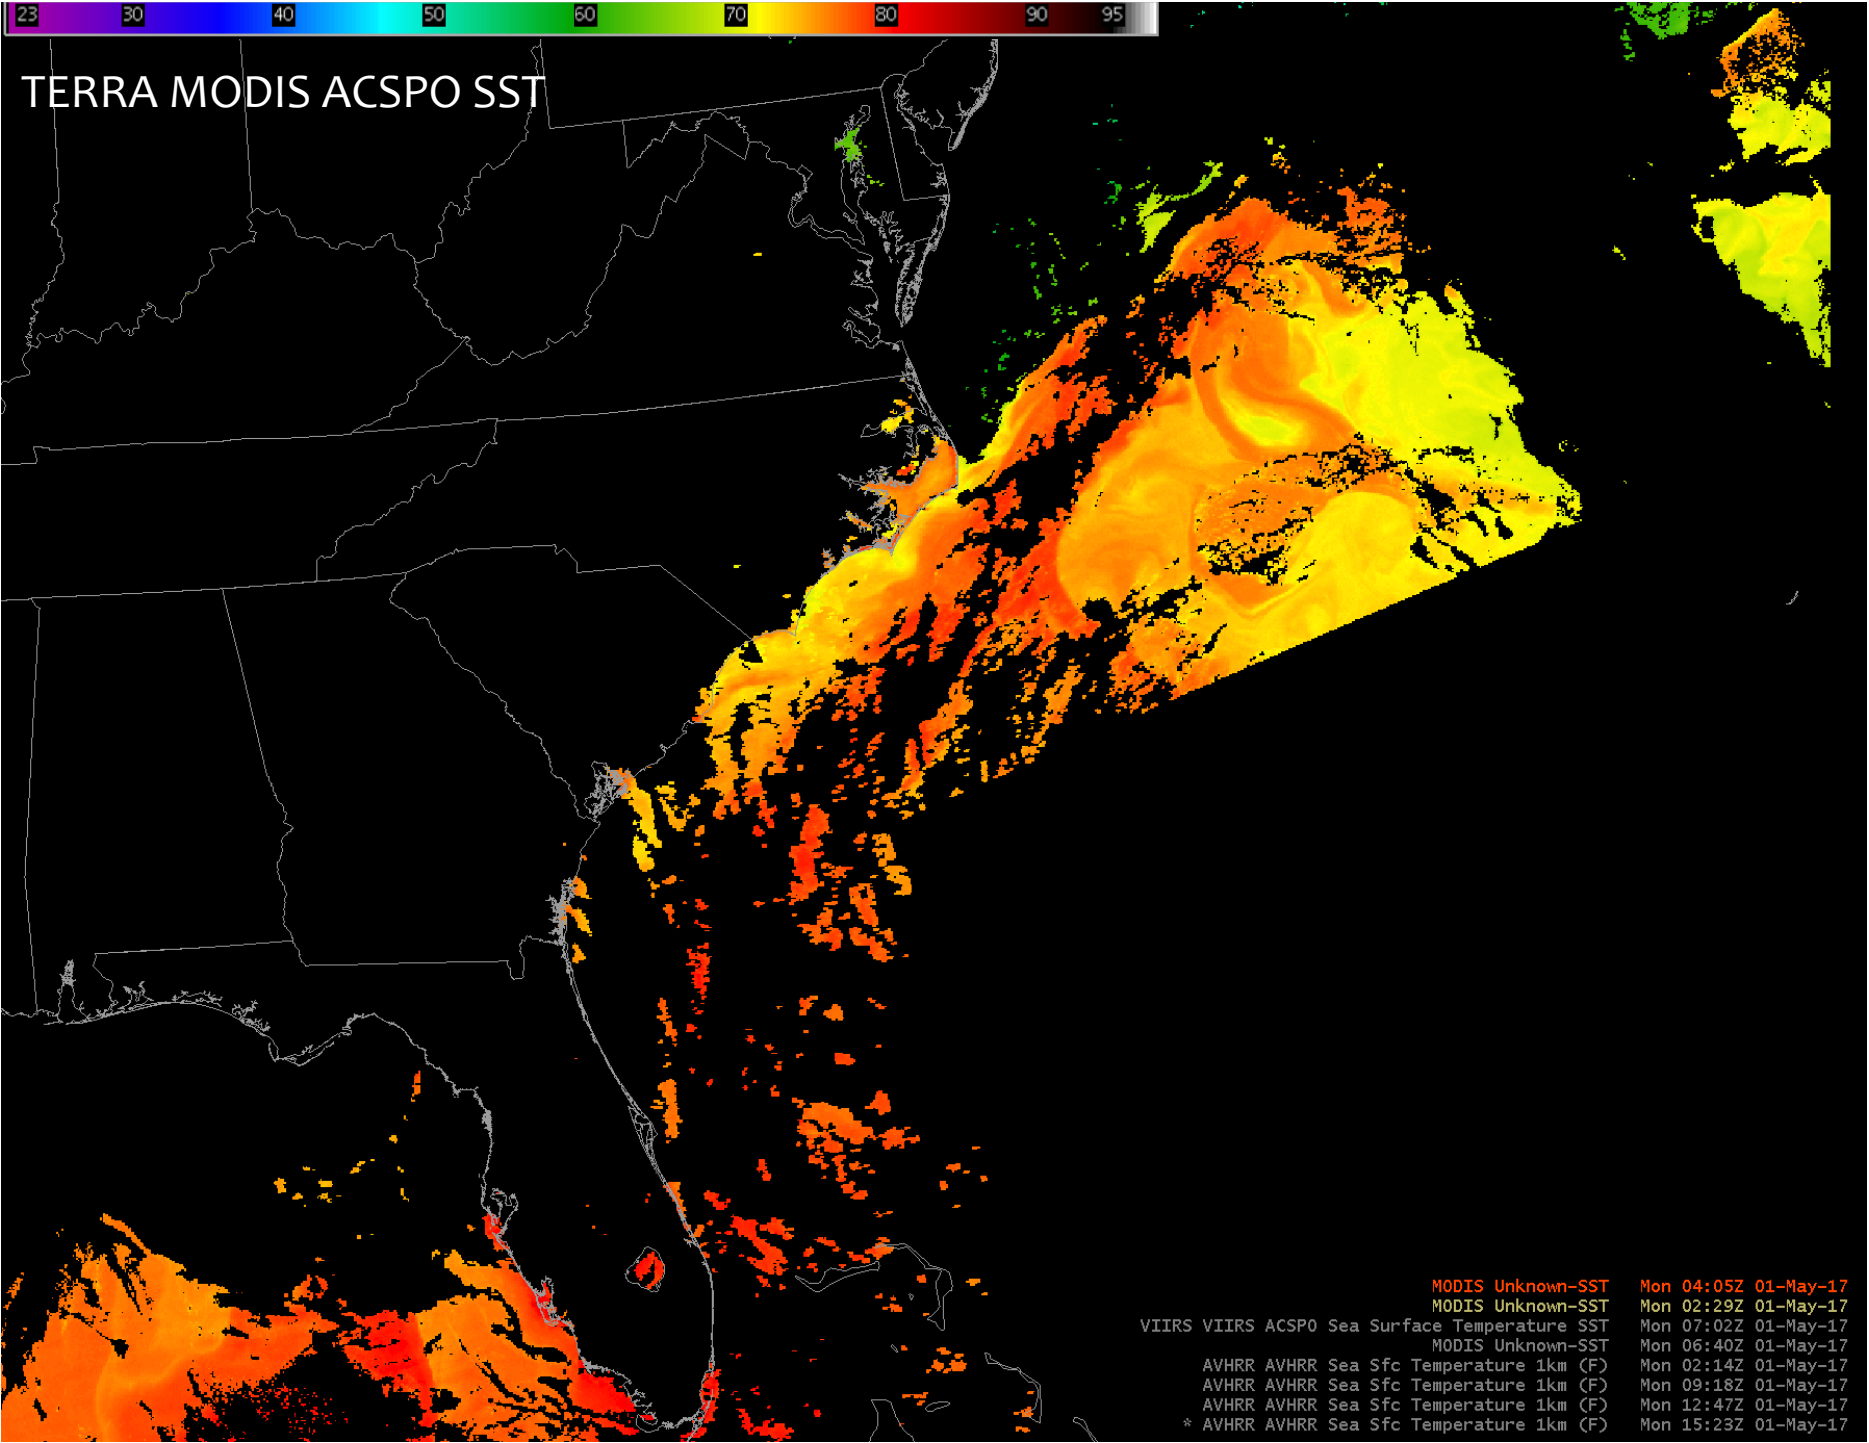 23 30 40 50 60 70 80 90 95
TERRA MODIS ACSPO SST
MODIS Unknown-SST Mon 04:05Z 01-May-17
MODIS Unknown-SST Mon 02:29Z 01-May-17
VIIRS VIIRS ACSPO Sea Surface Temperature SST Mon 07:02Z 01-May-17
MODIS Unknown-SST Mon 06:40Z 01-May-17
AVHRR AVHRR Sea Sfc Temperature 1km (F) Mon 02:14Z 01-May-17
AVHRR AVHRR Sea Sfc Temperature 1km (F) Mon 09:18Z 01-May-17
AVHRR AVHRR Sea Sfc Temperature 1km (F) Mon 12:47Z 01-May-17
* AVHRR AVHRR Sea Sfc Temperature 1km (F) Mon 15:23Z 01-May-17